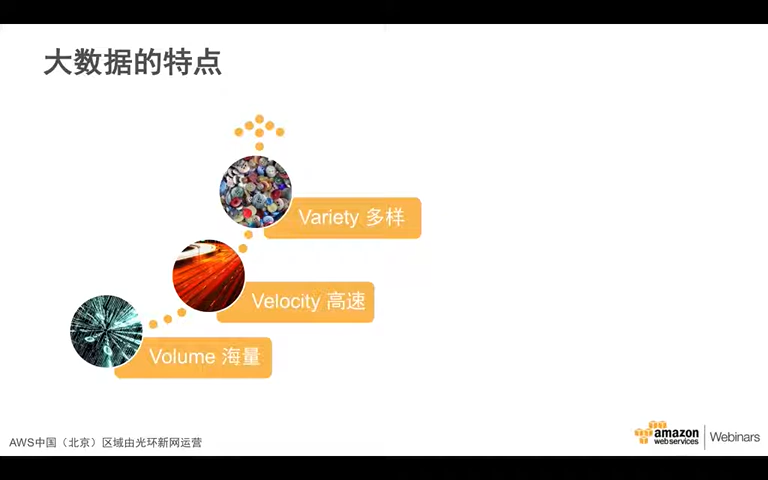 大数据的特点
Variety 多样
Velocity 高速
Volume 海量
AWS中国（北京）区域由光环新网运营
amazon
web services
Webinars